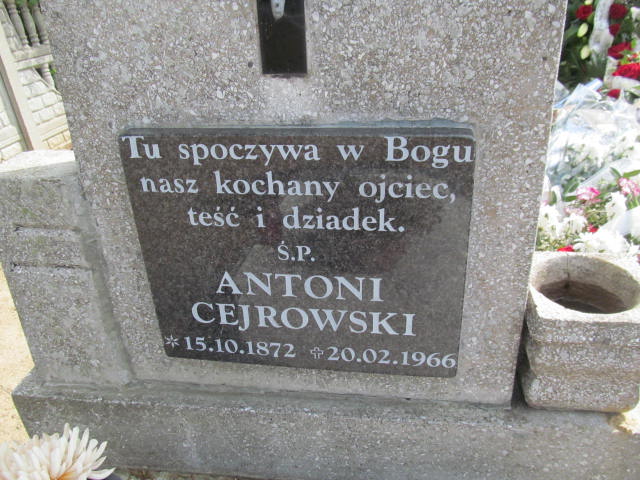 Tu spoczywa w Bogu
nasz kochany ojciec,
teść i dziadek.
Ś.P.
ANTONI
CEJROWSKI
*15.10.1872 ✞20.02.1966